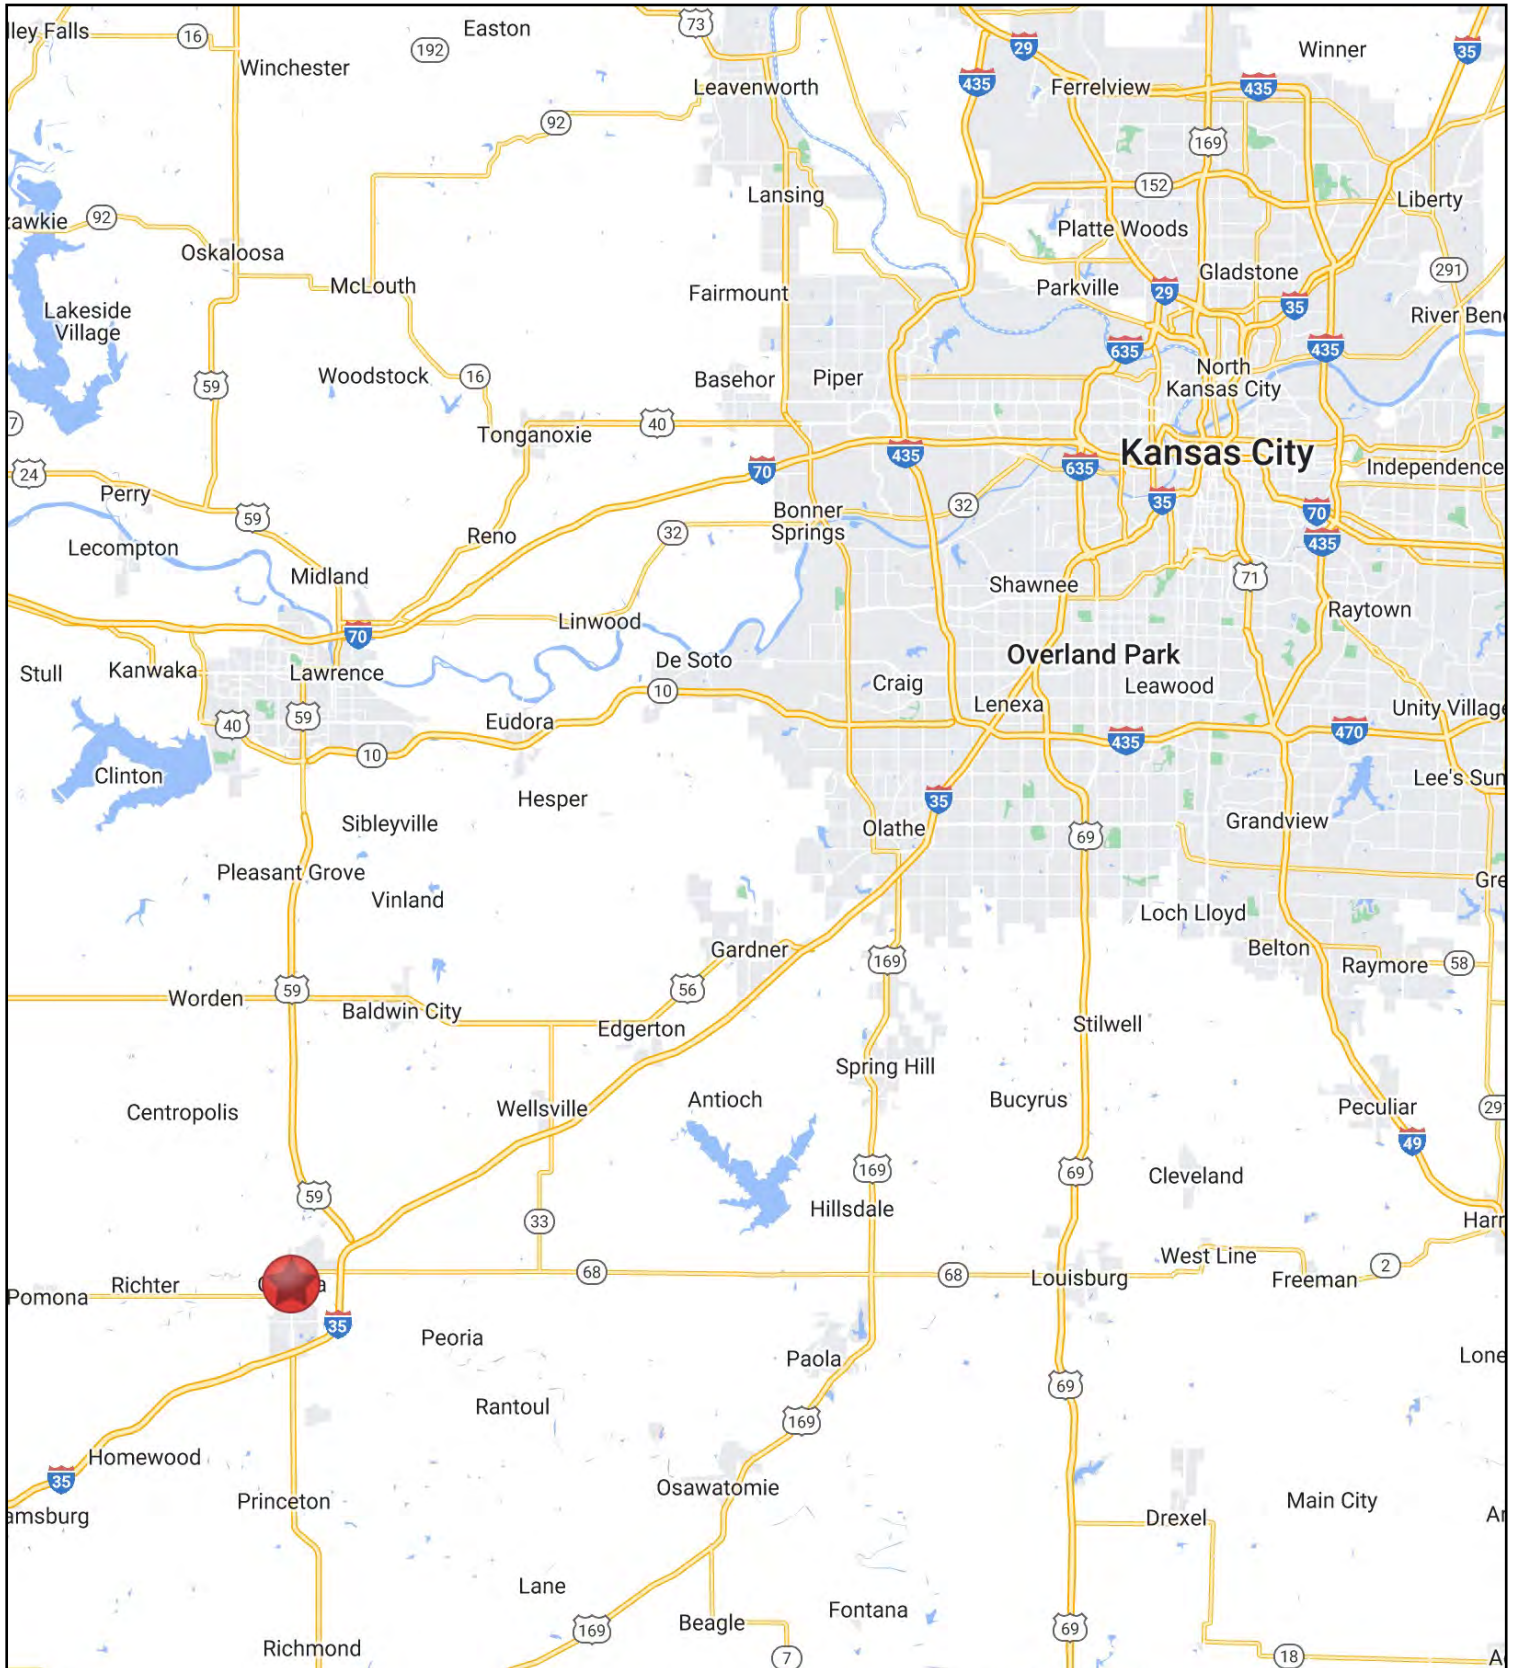 lley Falls
16
Easton
192
73
29
Winner
35
Winchester
Leavenworth
435
Ferrelview
435
92
169
152
Lansing
Liberty
92
Platte Woods
Oskaloosa
Gladstone
291
McLouth
Fairmount
Parkville
29
35
Lakeside
Village
River Ben
635
435
59
Woodstock
16
Basehor
Piper
North
Kansas City
7
Tonganoxie
40
70
435
635
Kansas City
Independence
24
Perry
59
32
35
70
Bonner
Springs
32
435
Lecompton
Reno
Midland
Shawnee
71
Raytown
70
Linwood
Stull
Kanwaka
Lawrence
De Soto
Overland Park
10
Craig
Leawood
Lenexa
40
59
Eudora
Unity Village
435
470
10
Clinton
Hesper
35
Lee's Sum
Sibleyville
Olathe
69
Grandview
Pleasant Grove
Vinland
Gre
Loch Lloyd
Gardner
169
Belton
Raymore
58
Worden
59
56
Baldwin City
Edgerton
Stilwell
Spring Hill
Centropolis
Wellsville
Antioch
Bucyrus
Peculiar
29
49
59
169
69
Cleveland
33
Hillsdale
Harr
Pomona
Richter
68
68
Louisburg
West Line
Freeman
2
35
Peoria
Paola
Lone
69
Rantoul
169
Homewood
35
Princeton
Osawatomie
Main City
amsburg
Drexel
Ar
Lane
Beagle
Fontana
169
69
Richmond
7
18
A